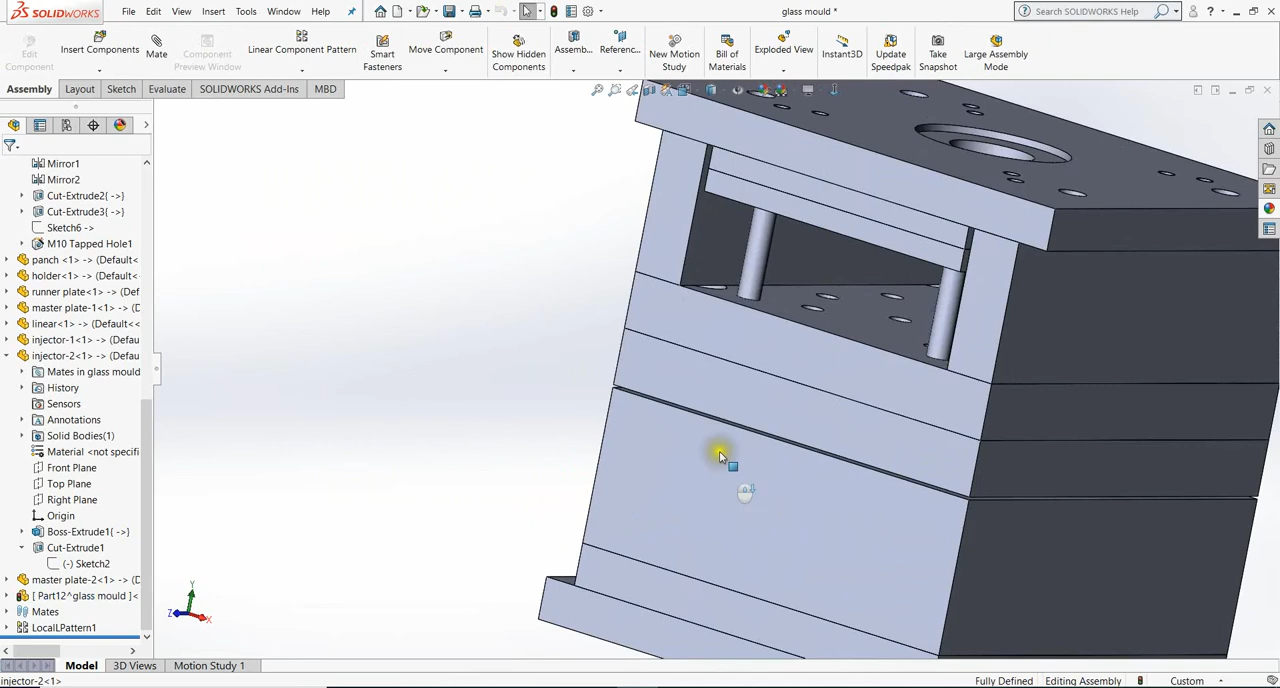 SOLIDWORKS
File Edit View Insert Tools Window Help
glass mould *
Search SOLIDWORKS Help
Edit Component
Insert Components
Mate
Component Preview Window
Linear Component Pattern
Smart Fasteners
Move Component
Show Hidden Components
Assemb...
Referenc...
New Motion Study
Bill of Materials
Exploded View
Instant3D
Update Speedpak
Take Snapshot
Large Assembly Mode
Assembly Layout Sketch Evaluate SOLIDWORKS Add-Ins MBD
Mirror1
Mirror2
Cut-Extrude2{ ->}
Cut-Extrude3{ ->}
Sketch6 ->
M10 Tapped Hole1
panch <1> -> (Default<
holder<1> -> (Default<
runner plate<1> -> (Def
master plate-1<1> -> (D
linear<1> -> (Default<<
injector-1<1> -> (Defau
injector-2<1> -> (Defau
Mates in glass mould
History
Sensors
Annotations
Solid Bodies(1)
Material <not specifi
Front Plane
Top Plane
Right Plane
Origin
Boss-Extrude1{ ->}
Cut-Extrude1
(-) Sketch2
master plate-2<1> -> (D
[ Part12^glass mould ]<
Mates
LocalLPattern1
Y
Z
X
Model 3D Views Motion Study 1
injector-2<1>
Fully Defined Editing Assembly Custom